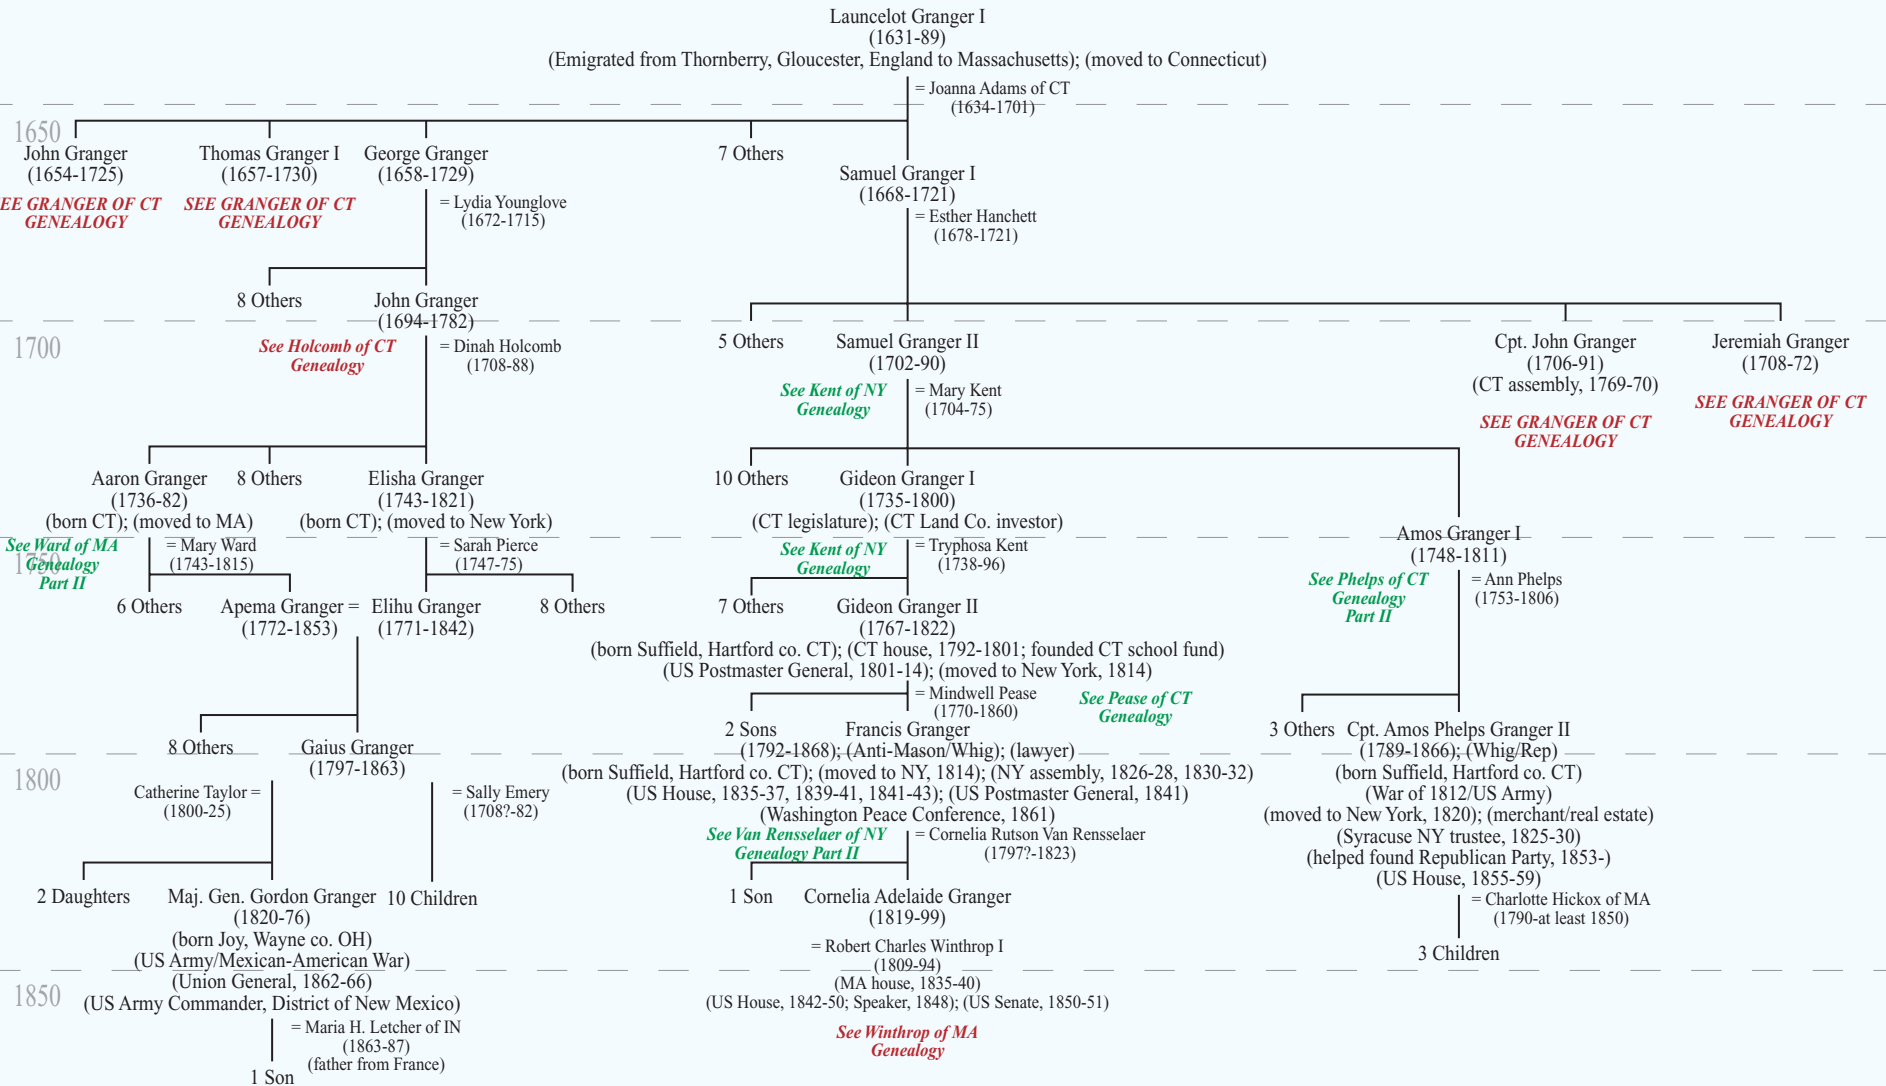 Launcelot Granger I
(1631-89)
(Emigrated from Thornberry, Gloucester, England to Massachusetts); (moved to Connecticut)
= Joanna Adams of CT
(1634-1701)
1650
John Granger
(1654-1725)
EE GRANGER OF CT
GENEALOGY
Thomas Granger I
(1657-1730)
SEE GRANGER OF CT
GENEALOGY
George Granger
(1658-1729)
= Lydia Younglove
(1672-1715)
7 Others
Samuel Granger I
(1668-1721)
= Esther Hanchett
(1678-1721)
8 Others
John Granger
(1694-1782)
1700
See Holcomb of CT
Genealogy
= Dinah Holcomb
(1708-88)
5 Others
Samuel Granger II
(1702-90)
See Kent of NY
Genealogy
= Mary Kent
(1704-75)
Cpt. John Granger
(1706-91)
(CT assembly, 1769-70)
SEE GRANGER OF CT
GENEALOGY
Jeremiah Granger
(1708-72)
SEE GRANGER OF CT
GENEALOGY
Aaron Granger
(1736-82)
(born CT); (moved to MA)
8 Others
Elisha Granger
(1743-1821)
(born CT); (moved to New York)
10 Others
Gideon Granger I
(1735-1800)
(CT legislature); (CT Land Co. investor)
Amos Granger I
(1748-1811)
1750
See Ward of MA
Genealogy
Part II
= Mary Ward
(1743-1815)
= Sarah Pierce
(1747-75)
See Kent of NY
Genealogy
= Tryphosa Kent
(1738-96)
See Phelps of CT
Genealogy
Part II
= Ann Phelps
(1753-1806)
6 Others
Apema Granger =
(1772-1853)
Elihu Granger
(1771-1842)
8 Others
7 Others
Gideon Granger II
(1767-1822)
(born Suffield, Hartford co. CT); (CT house, 1792-1801; founded CT school fund)
(US Postmaster General, 1801-14); (moved to New York, 1814)
= Mindwell Pease
(1770-1860)
See Pease of CT
Genealogy
8 Others
Gaius Granger
(1797-1863)
2 Sons
Francis Granger
(1792-1868); (Anti-Mason/Whig); (lawyer)
(born Suffield, Hartford co. CT); (moved to NY, 1814); (NY assembly, 1826-28, 1830-32)
(US House, 1835-37, 1839-41, 1841-43); (US Postmaster General, 1841)
(Washington Peace Conference, 1861)
3 Others
Cpt. Amos Phelps Granger II
(1789-1866); (Whig/Rep)
(born Suffield, Hartford co. CT)
(War of 1812/US Army)
(moved to New York, 1820); (merchant/real estate)
(Syracuse NY trustee, 1825-30)
(helped found Republican Party, 1853-)
(US House, 1855-59)
1800
Catherine Taylor =
(1800-25)
= Sally Emery
(1708?-82)
See Van Rensselaer of NY
Genealogy Part II
= Cornelia Rutson Van Rensselaer
(1797?-1823)
= Charlotte Hickox of MA
(1790-at least 1850)
2 Daughters
Maj. Gen. Gordon Granger
(1820-76)
(born Joy, Wayne co. OH)
(US Army/Mexican-American War)
(Union General, 1862-66)
(US Army Commander, District of New Mexico)
10 Children
1 Son
Cornelia Adelaide Granger
(1819-99)
= Robert Charles Winthrop I
(1809-94)
(MA house, 1835-40)
(US House, 1842-50; Speaker, 1848); (US Senate, 1850-51)
See Winthrop of MA
Genealogy
3 Children
1850
= Maria H. Letcher of IN
(1863-87)
(father from France)
1 Son